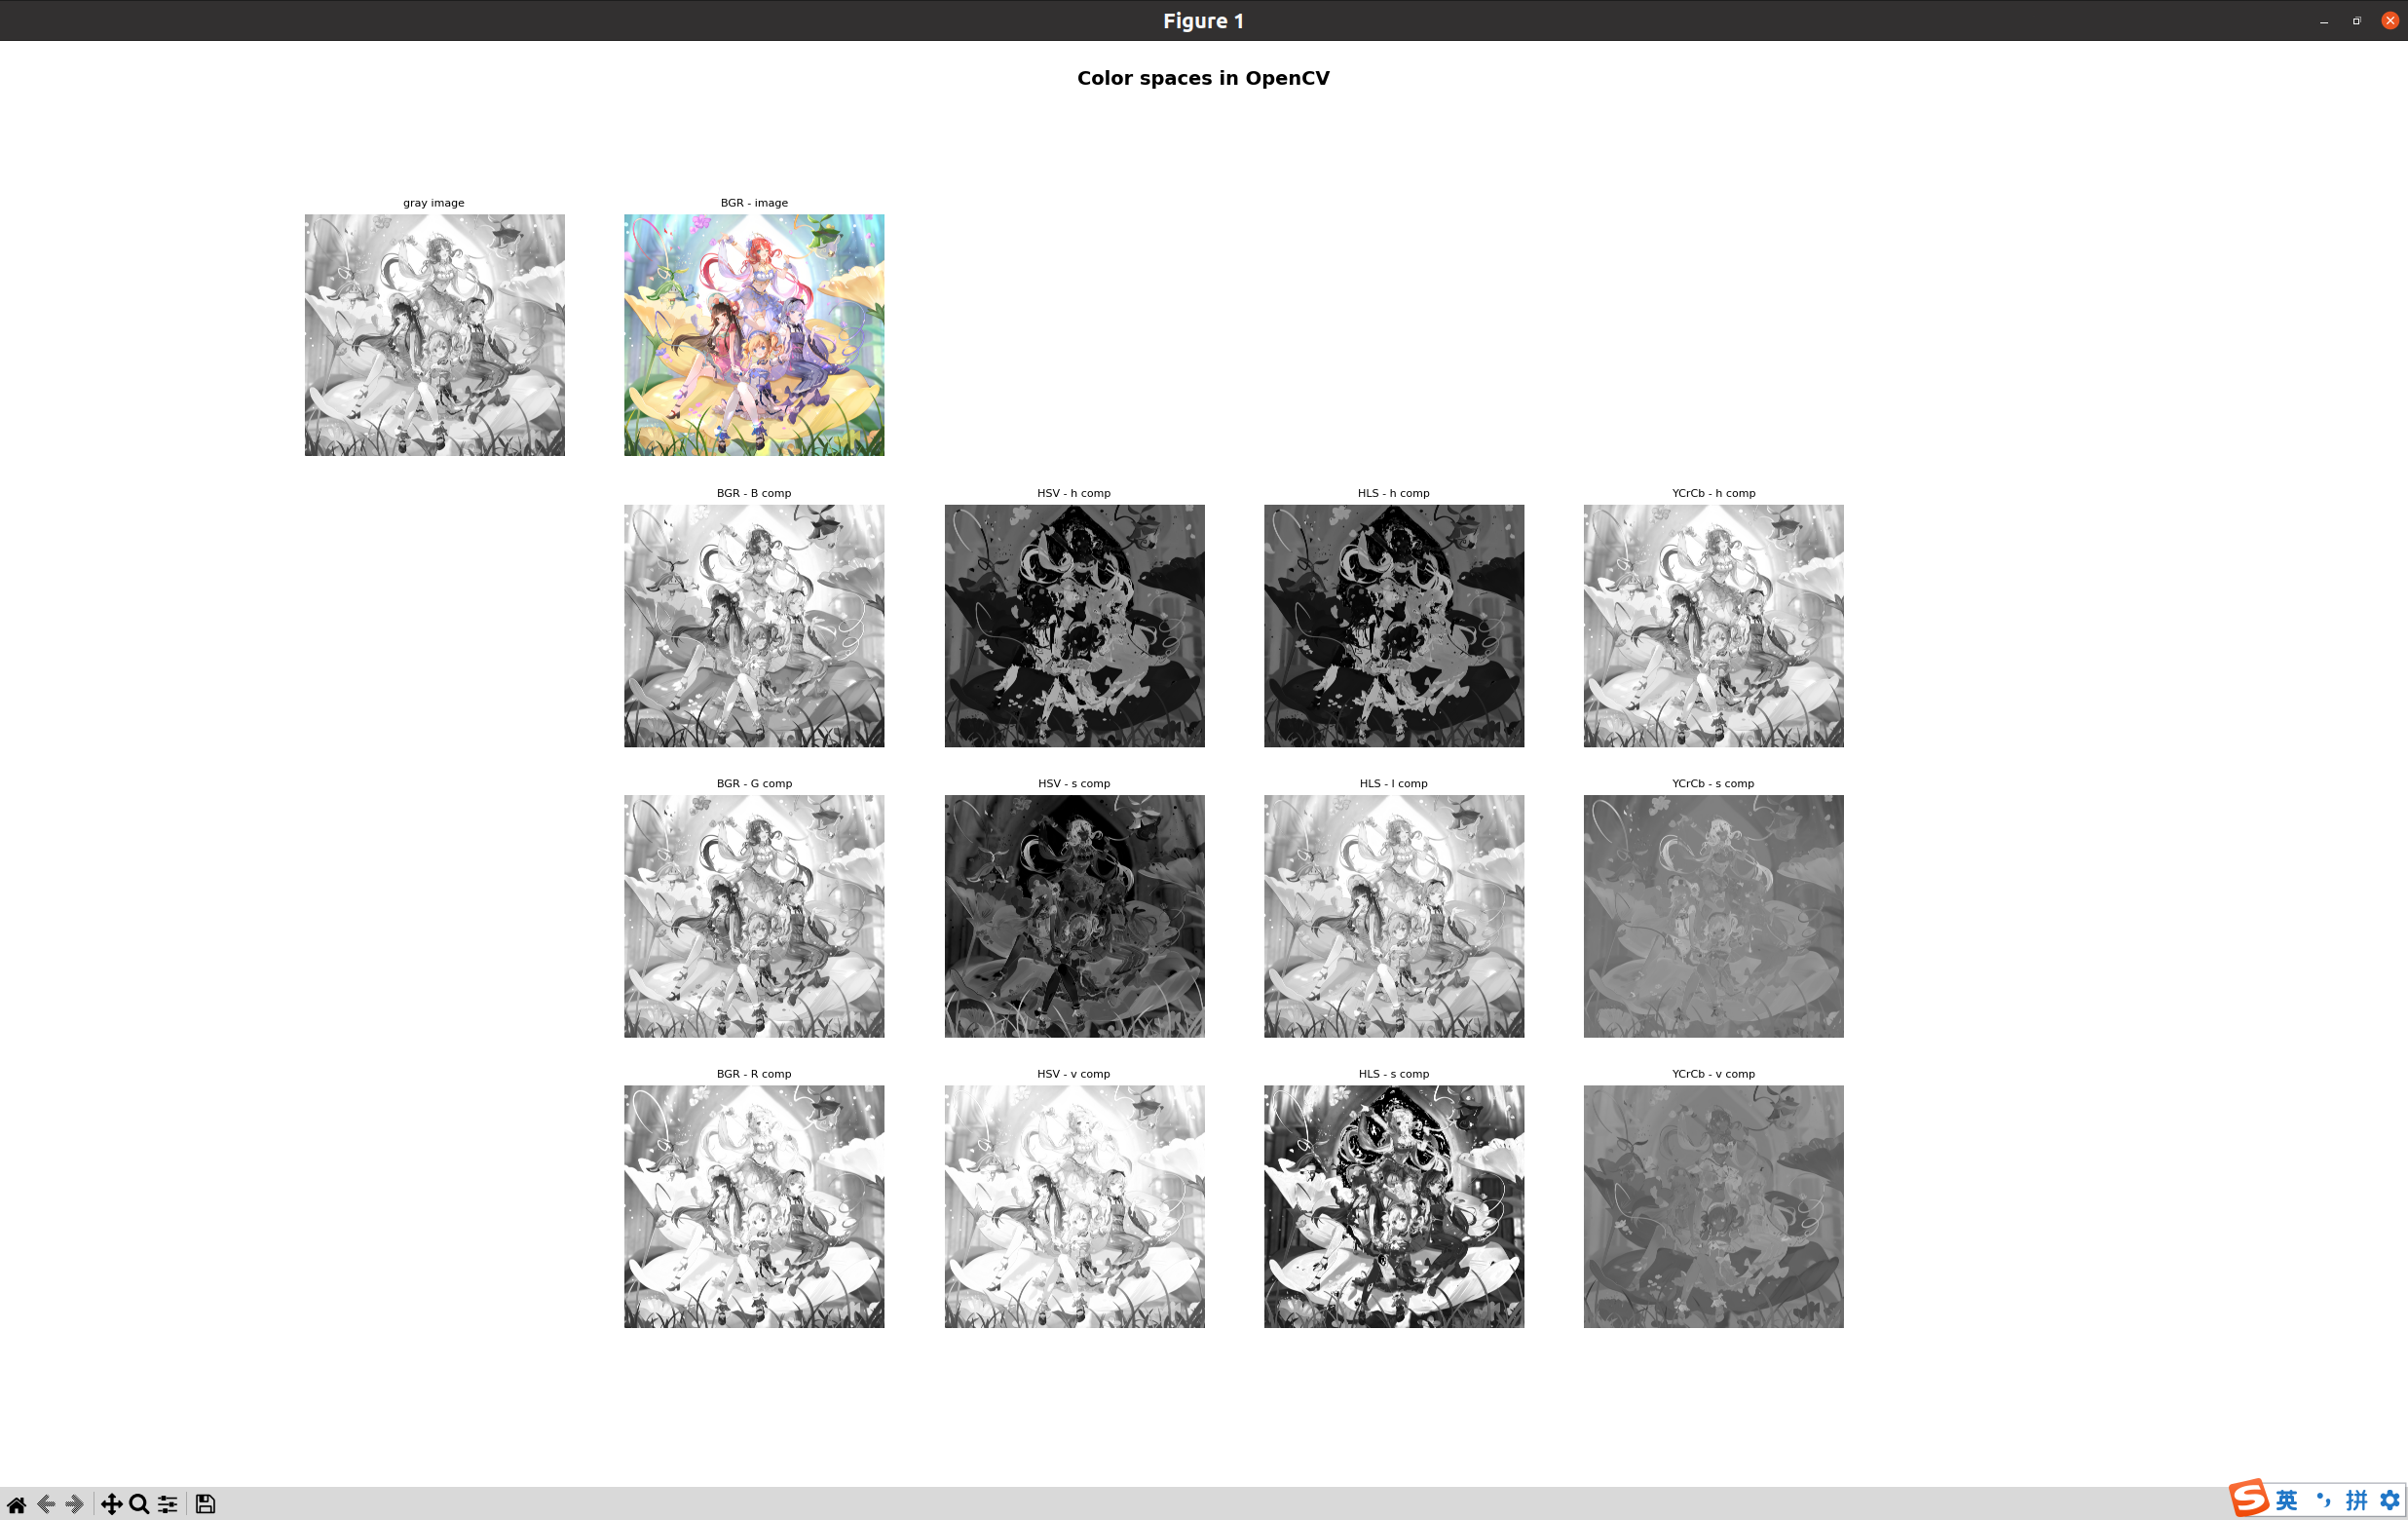 Figure 1
Color spaces in OpenCV
gray image
BGR - image
BGR - B comp
HSV - h comp
HLS - h comp
YCrCb - h comp
BGR - G comp
HSV - s comp
HLS - l comp
YCrCb - s comp
BGR - R comp
HSV - v comp
HLS - s comp
YCrCb - v comp
S 英 拼